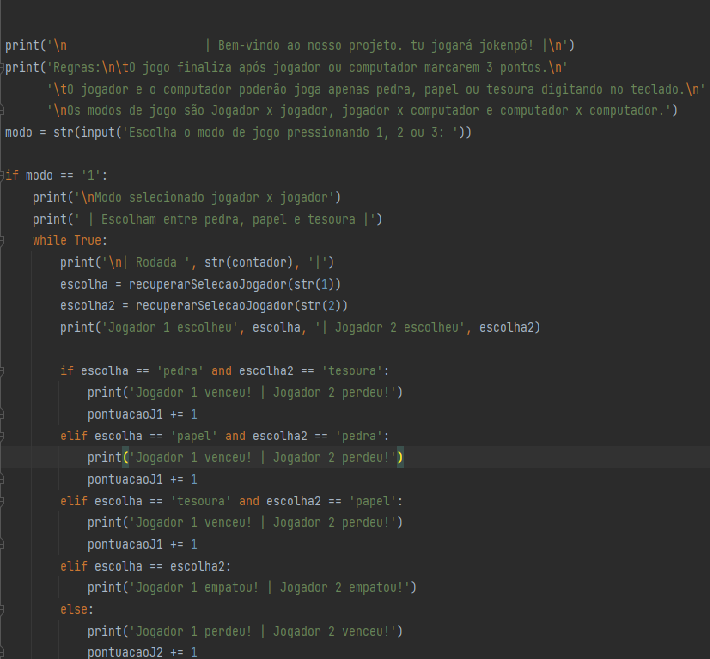 print('\n                    | Bem-vindo ao nosso projeto. tu jogará jokenpô! |\n')
print('Regras:\n\tO jogo finaliza após jogador ou computador marcarem 3 pontos.\n'
      '\tO jogador e o computador poderão joga apenas pedra, papel ou tesoura digitando no teclado.\n'
      '\nOs modos de jogo são Jogador x jogador, jogador x computador e computador x computador.')
modo = str(input('Escolha o modo de jogo pressionando 1, 2 ou 3: '))
if modo == '1':
    print('\nModo selecionado jogador x jogador')
    print(' | Escolham entre pedra, papel e tesoura |')
    while True:
        print('\n| Rodada ', str(contador), '|')
        escolha = recuperarSelecaoJogador(str(1))
        escolha2 = recuperarSelecaoJogador(str(2))
        print('Jogador 1 escolheu', escolha, '| Jogador 2 escolheu', escolha2)
        if escolha == 'pedra' and escolha2 == 'tesoura':
            print('Jogador 1 venceu! | Jogador 2 perdeu!')
            pontuacaoJ1 += 1
        elif escolha == 'papel' and escolha2 == 'pedra':
            print('Jogador 1 venceu! | Jogador 2 perdeu!')
            pontuacaoJ1 += 1
        elif escolha == 'tesoura' and escolha2 == 'papel':
            print('Jogador 1 venceu! | Jogador 2 perdeu!')
            pontuacaoJ1 += 1
        elif escolha == escolha2:
            print('Jogador 1 empatou! | Jogador 2 empatou!')
        else:
            print('Jogador 1 perdeu! | Jogador 2 venceu!')
            pontuacaoJ2 += 1